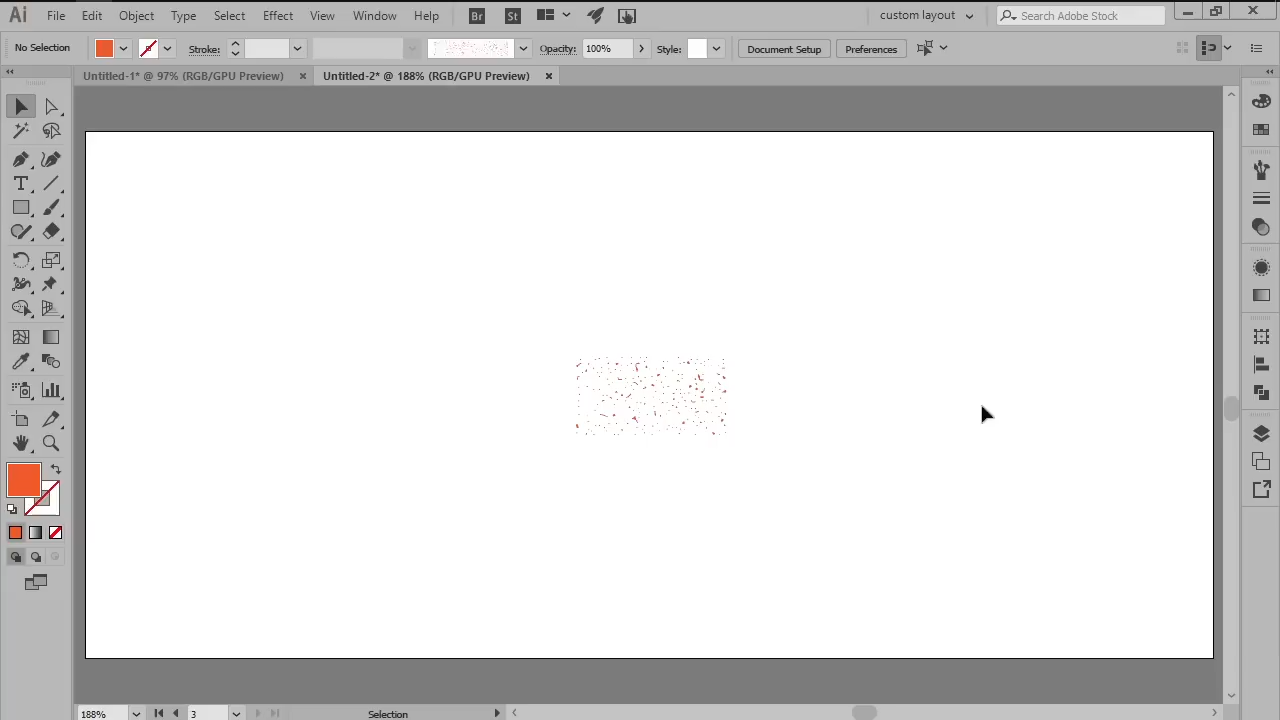 Ai File Edit Object Type Select Effect View Window Help Br St custom layout Search Adobe Stock
No Selection Stroke: Opacity: 100% Style: Document Setup Preferences
Untitled-1* @ 97% (RGB/GPU Preview) Untitled-2* @ 188% (RGB/GPU Preview)
188% 3 Selection